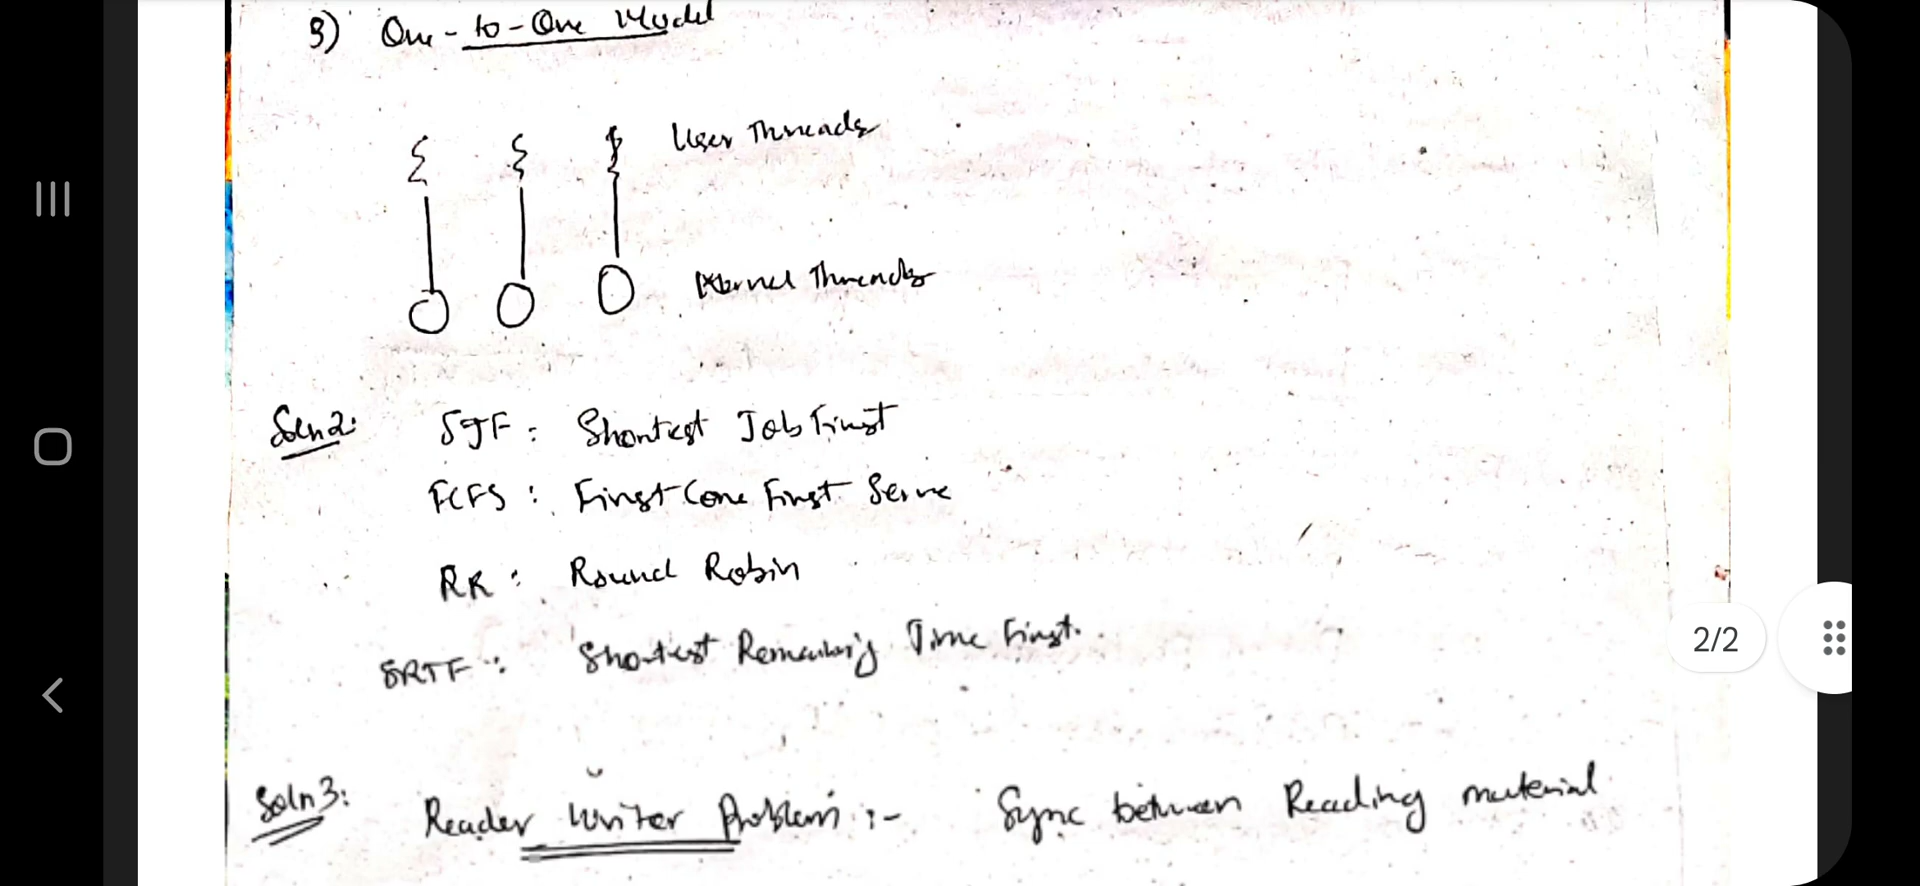 3) One-to-One Model
User Threads
Kernel Threads
Soln2: SJF : Shortest Job First
FCFS : First Come First Serve
RR : Round Robin
SRTF : Shortest Remaining Time First.
2/2
Soln3: Reader Writer Problem :- Sync between Reading material